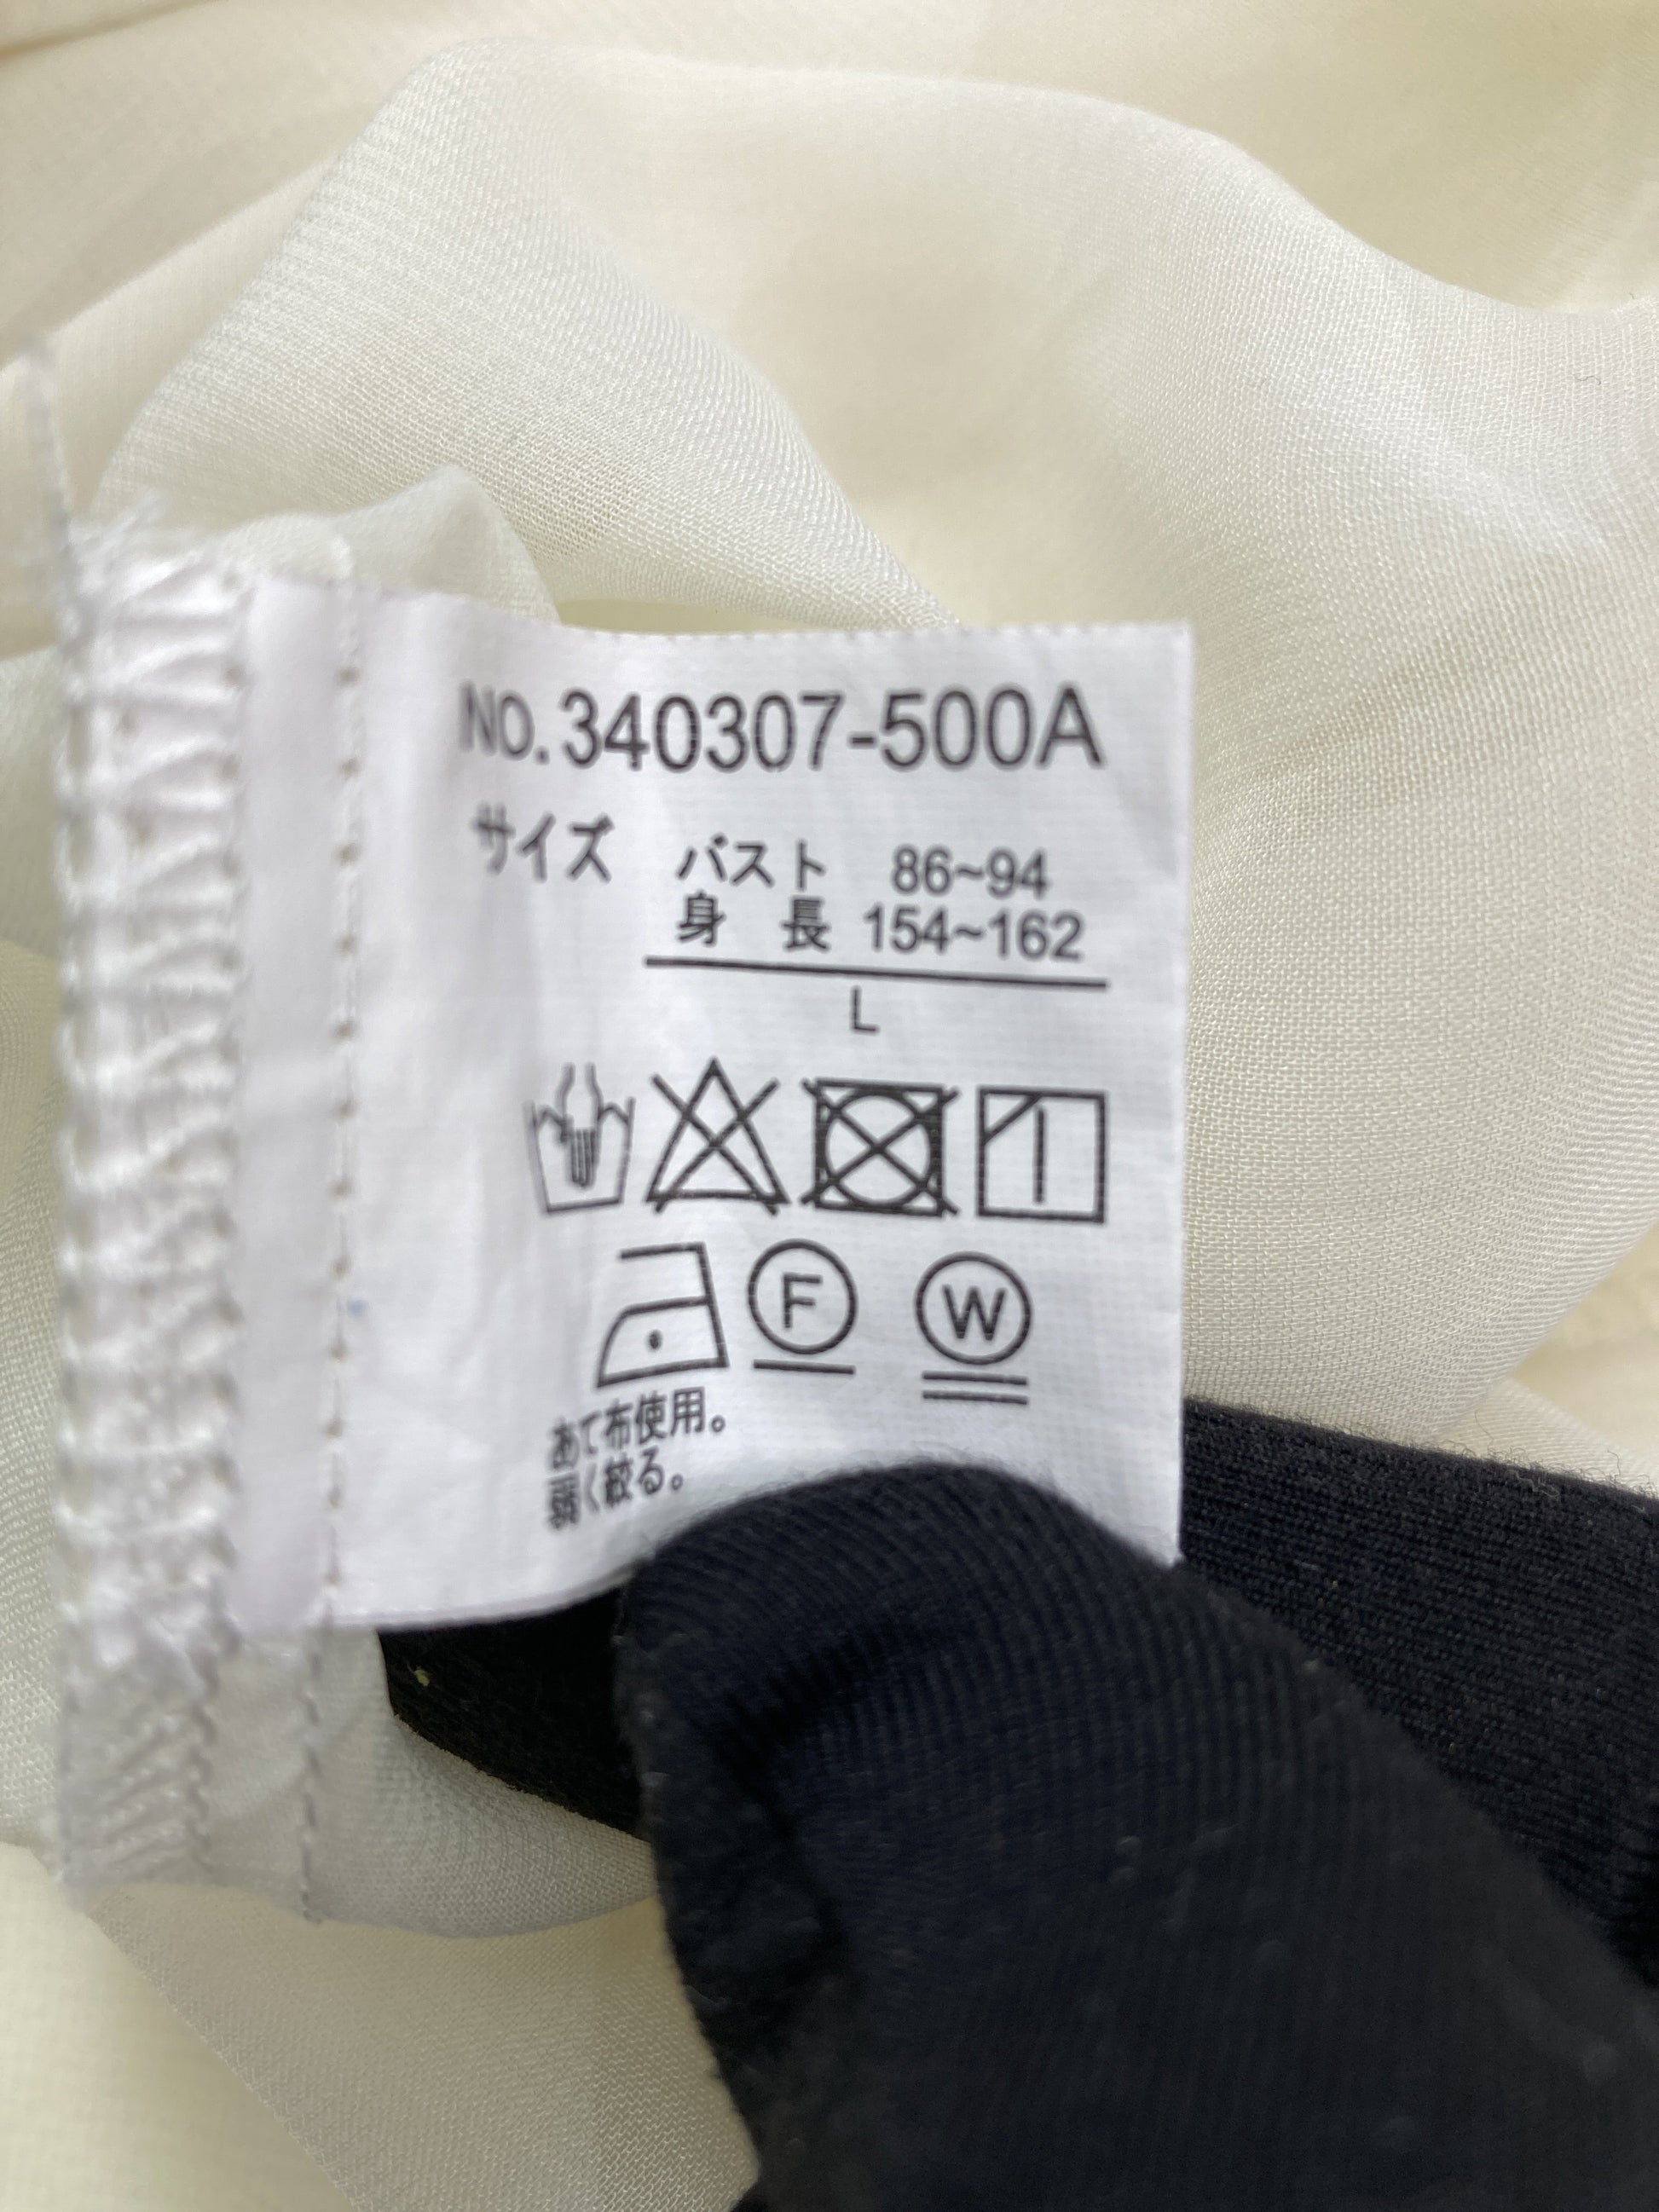 NO.340307-500A
サイズ バスト 86~94
身 長 154~162
L
F W
あて布使用。
弱く絞る。